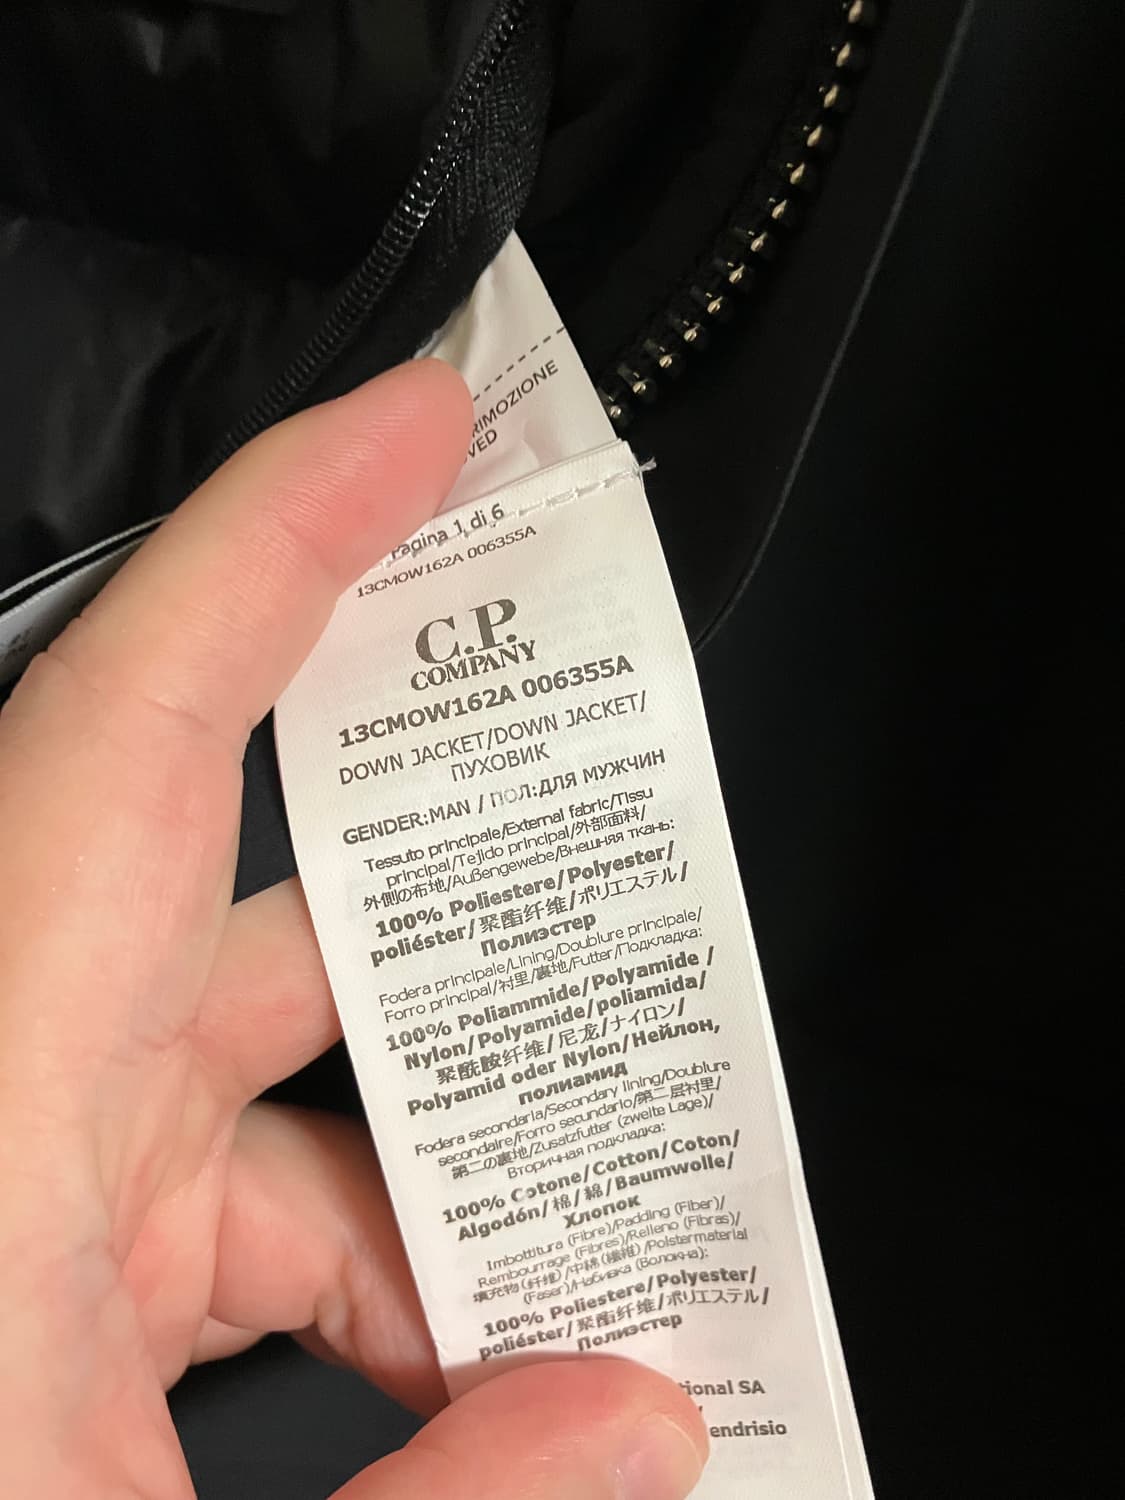 RIMOZIONE
VED
Pagina 1 di 6
13CMOW162A 006355A
C.P.
COMPANY
13CMOW162A 006355A
DOWN JACKET/DOWN JACKET/
ПУХОВИК
GENDER:MAN / ПОЛ:ДЛЯ МУЖЧИН
Tessuto principale/External fabric/Tissu
principal/Tejido principal/外部面料/
外側の布地/Außengewebe/Внешняя ткань:
100% Poliestere/Polyester/
poliéster/聚酯纤维/ポリエステル/
Полиэстер
Fodera principale/Lining/Doublure principale/
Forro principal/衬里/裏地/Futter/Подкладка:
100% Poliammide/Polyamide /
Nylon/Polyamide/poliamida/
聚酰胺纤维/尼龙/ナイロン/
Polyamid oder Nylon/Нейлон,
полиамид
Fodera secondaria/Secondary lining/Doublure
secondaire/Forro secundario/第二层衬里/
第二の裏地/Zusatzfutter (zweite Lage)/
Вторичная подкладка:
100% Cotone/Cotton/Coton/
Algodón/棉/綿/Baumwolle/
Хлопок
Imbottitura (Fibre)/Padding (Fiber)/
Rembourrage (Fibres)/Relleno (Fibras)/
填充物(纤维)/中綿(繊維)/Polstermaterial
(Faser)/Набивка (Волокна):
100% Poliestere/Polyester/
poliéster/聚酯纤维/ポリエステル/
Полиэстер
tional SA
endrisio